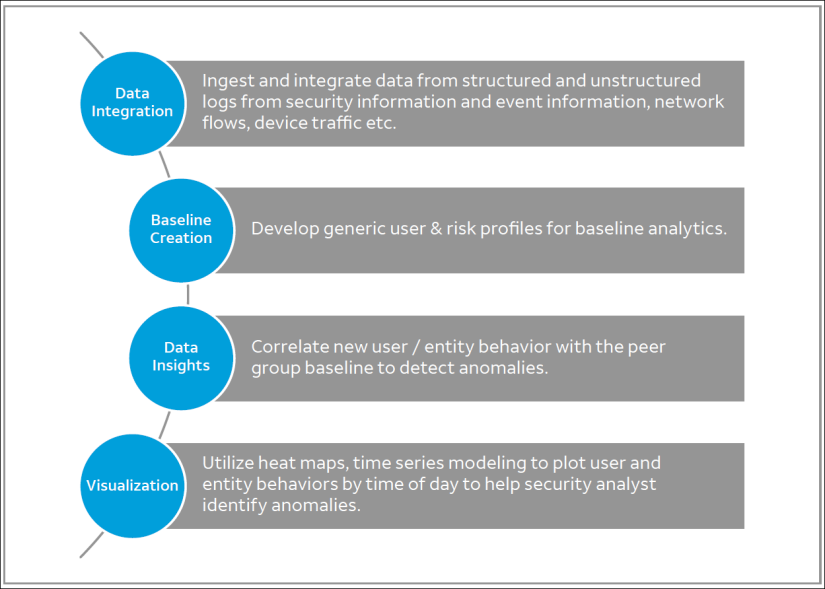 Data
Integration
Ingest and integrate data from structured and unstructured
logs from security information and event information, network
flows, device traffic etc.
Baseline
Creation
Develop generic user & risk profiles for baseline analytics.
Data
Insights
Correlate new user / entity behavior with the peer
group baseline to detect anomalies.
Visualization
Utilize heat maps, time series modeling to plot user and
entity behaviors by time of day to help security analyst
identify anomalies.